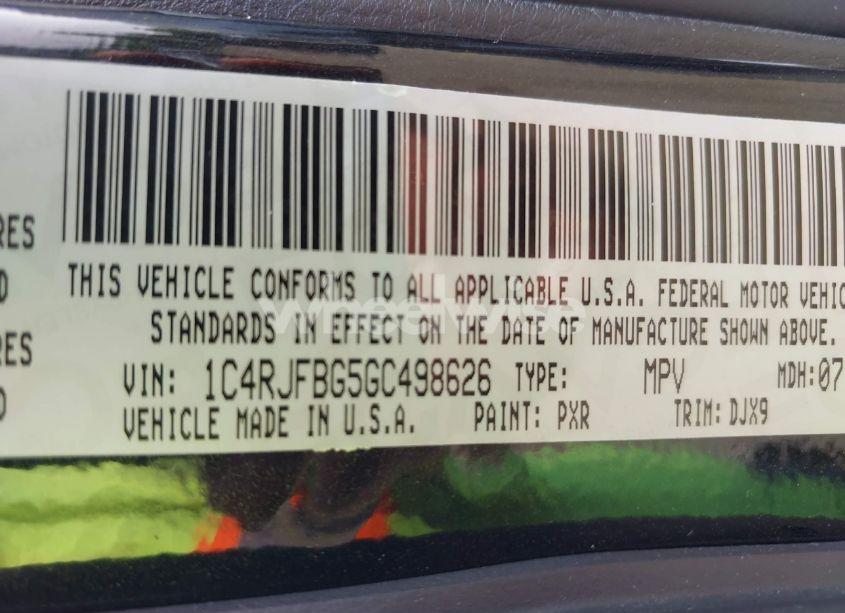 RES
THIS VEHICLE CONFORMS TO ALL APPLICABLE U.S.A. FEDERAL MOTOR VEHIC
STANDARDS IN EFFECT ON THE DATE OF MANUFACTURE SHOWN ABOVE.
RES
VIN: 1C4RJFBG5GC498626 TYPE: MPV MDH:07
VEHICLE MADE IN U.S.A. PAINT: PXR TRIM: DJX9
wheelwise